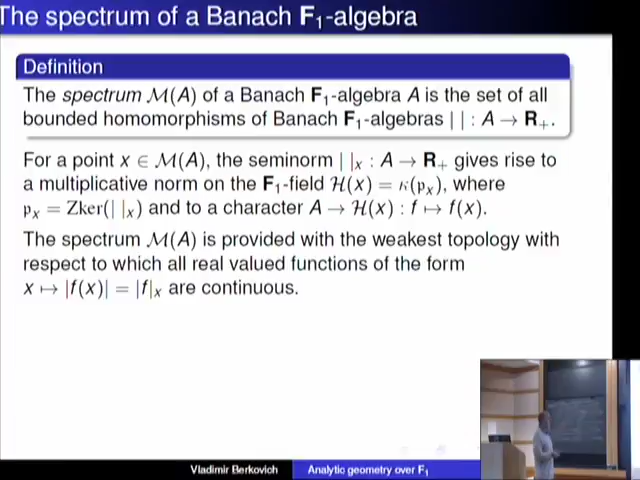 The spectrum of a Banach F₁-algebra
Definition
The spectrum ℳ(A) of a Banach F₁-algebra A is the set of all
bounded homomorphisms of Banach F₁-algebras | | : A → R₊.
For a point x ∈ ℳ(A), the seminorm | |ₓ : A → R₊ gives rise to
a multiplicative norm on the F₁-field ℋ(x) = κ(𝔭ₓ), where
𝔭ₓ = Zker(| |ₓ) and to a character A → ℋ(x) : f ↦ f(x).
The spectrum ℳ(A) is provided with the weakest topology with
respect to which all real valued functions of the form
x ↦ |f(x)| = |f|ₓ are continuous.
Vladimir Berkovich
Analytic geometry over F₁